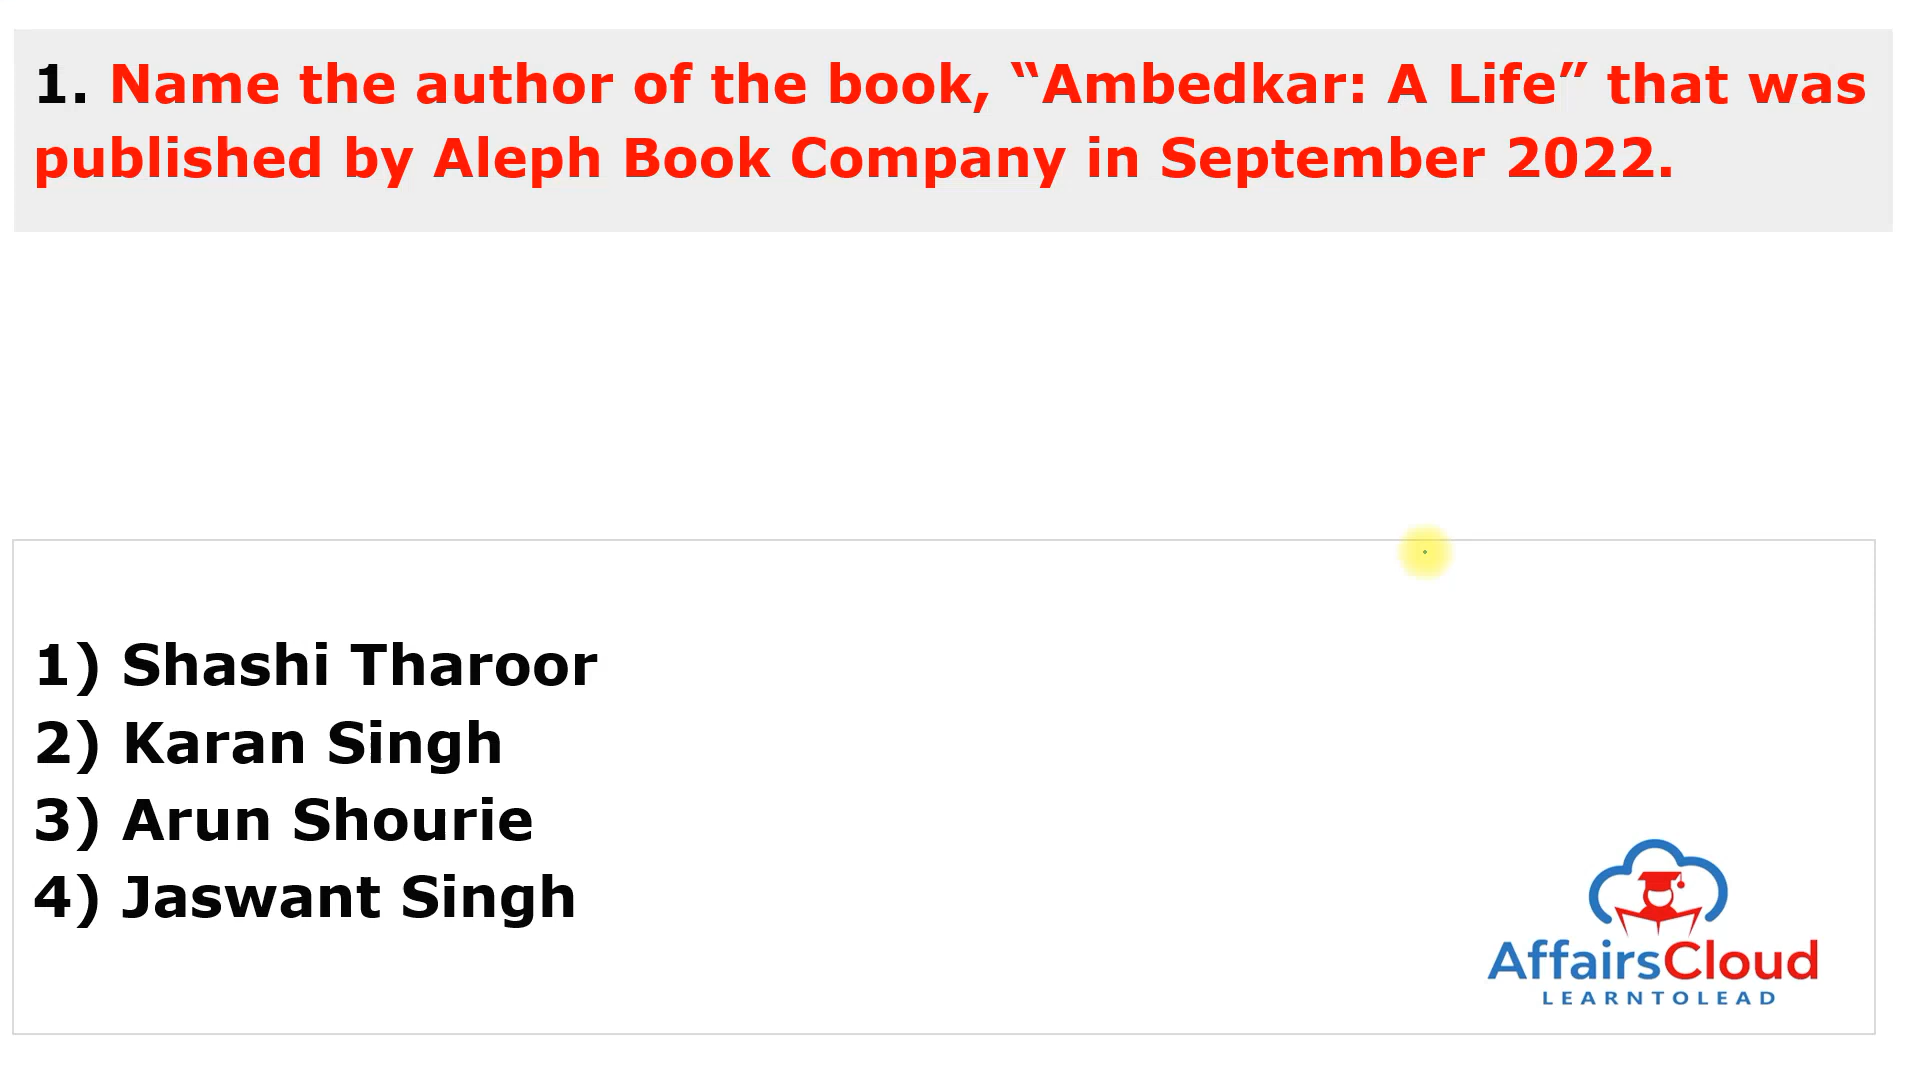 1. Name the author of the book, “Ambedkar: A Life” that was
published by Aleph Book Company in September 2022.
1) Shashi Tharoor
2) Karan Singh
3) Arun Shourie
4) Jaswant Singh
AffairsCloud
LEARNTOLEAD